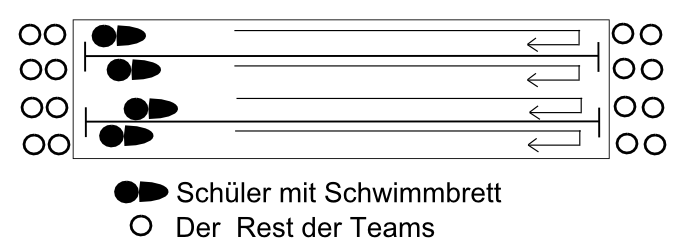 Schüler mit Schwimmbrett
Der Rest der Teams